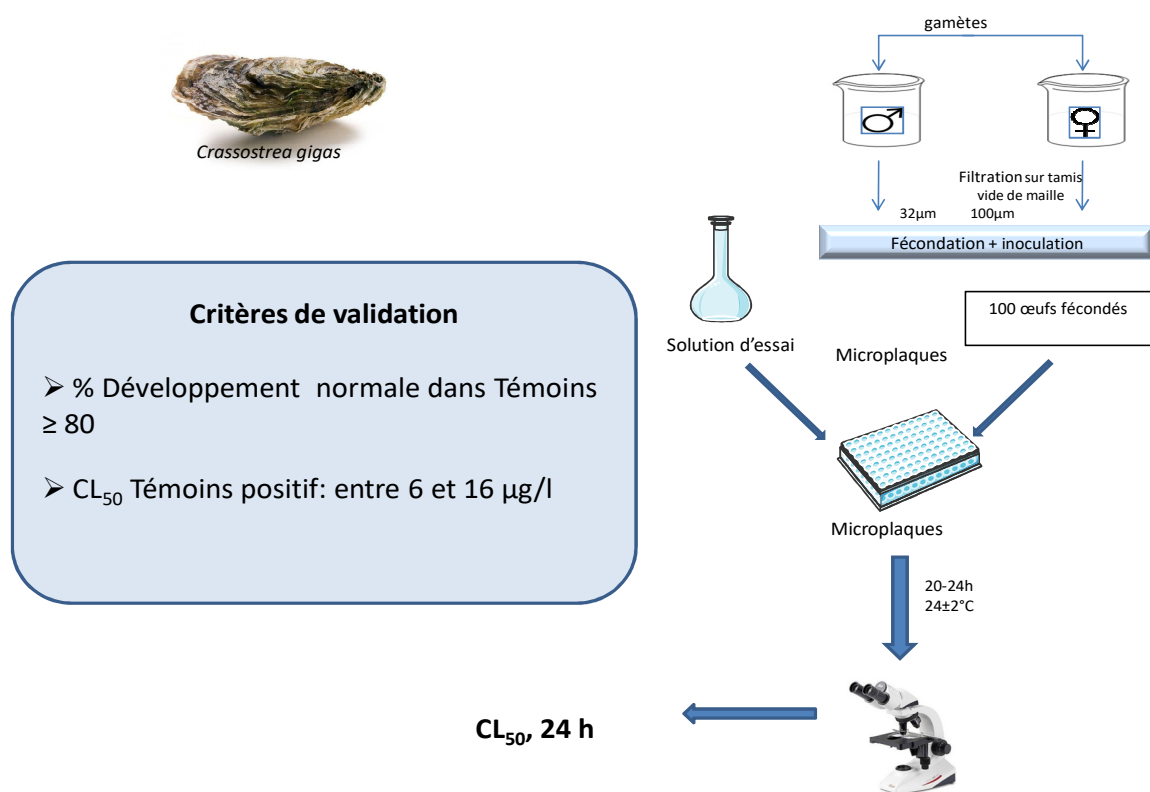 Crassostrea gigas
gamètes
Filtration sur tamis
vide de maille
32µm 100µm
Fécondation + inoculation
Critères de validation
➢ % Développement normale dans Témoins
≥ 80
➢ CL₅₀ Témoins positif: entre 6 et 16 µg/l
Solution d’essai
100 œufs fécondés
Microplaques
Microplaques
20-24h
24±2°C
CL₅₀, 24 h